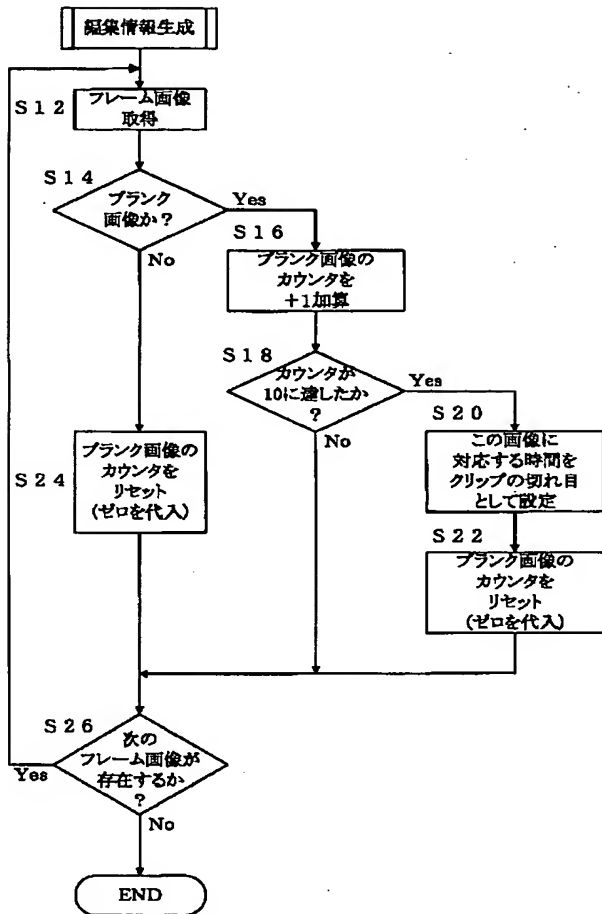 編集情報生成
S12
フレーム画像
取得
S14
ブランク
画像か?
Yes
No
S16
ブランク画像の
カウンタを
+1加算
S18
カウンタが
10に達したか
?
Yes
No
S20
この画像に
対応する時間を
クリップの切れ目
として設定
S22
ブランク画像の
カウンタを
リセット
(ゼロを代入)
S24
ブランク画像の
カウンタを
リセット
(ゼロを代入)
S26
次の
フレーム画像が
存在するか
?
Yes
No
END